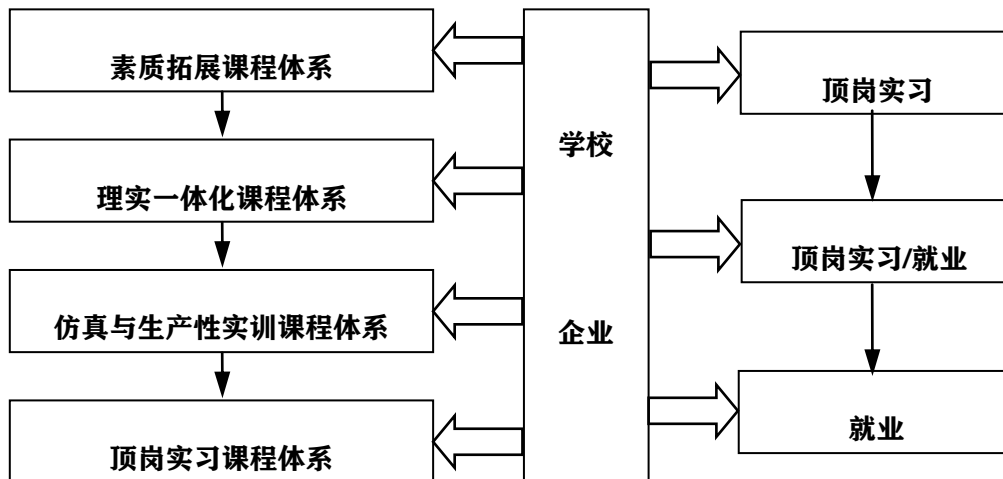 素质拓展课程体系
理实一体化课程体系
仿真与生产性实训课程体系
顶岗实习课程体系
学校
企业
顶岗实习
顶岗实习/就业
就业